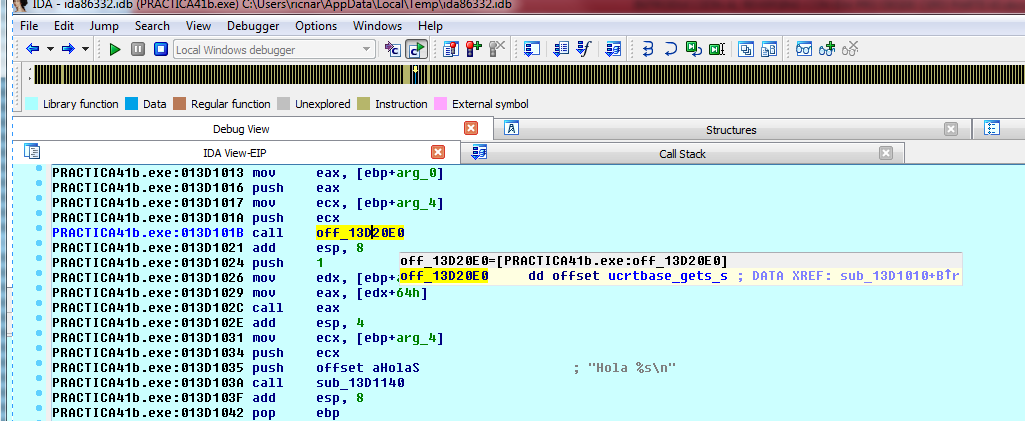 IDA - ida86332.idb (PRACTICA41b.exe) C:\Users\ricnar\AppData\Local\Temp\ida86332.idb
File Edit Jump Search View Debugger Options Windows Help
Local Windows debugger
Library function Data Regular function Unexplored Instruction External symbol
Debug View Structures
IDA View-EIP Call Stack
PRACTICA41b.exe:013D1013 mov eax, [ebp+arg_0]
PRACTICA41b.exe:013D1016 push eax
PRACTICA41b.exe:013D1017 mov ecx, [ebp+arg_4]
PRACTICA41b.exe:013D101A push ecx
PRACTICA41b.exe:013D101B call off_13D20E0
PRACTICA41b.exe:013D1021 add esp, 8
PRACTICA41b.exe:013D1024 push 1
off_13D20E0=[PRACTICA41b.exe:off_13D20E0]
PRACTICA41b.exe:013D1026 mov edx, [ebp+
off_13D20E0 dd offset ucrtbase_gets_s ; DATA XREF: sub_13D1010+B↑r
PRACTICA41b.exe:013D1029 mov eax, [edx+64h]
PRACTICA41b.exe:013D102C call eax
PRACTICA41b.exe:013D102E add esp, 4
PRACTICA41b.exe:013D1031 mov ecx, [ebp+arg_4]
PRACTICA41b.exe:013D1034 push ecx
PRACTICA41b.exe:013D1035 push offset aHolaS ; "Hola %s\n"
PRACTICA41b.exe:013D103A call sub_13D1140
PRACTICA41b.exe:013D103F add esp, 8
PRACTICA41b.exe:013D1042 pop ebp